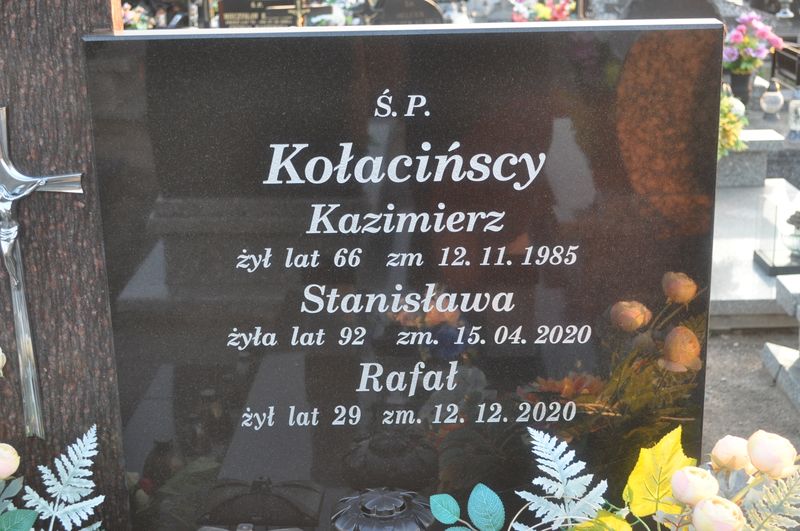 Ś. P.
Kołacińscy
Kazimierz
żył lat 66 zm 12. 11. 1985
Stanisława
żyła lat 92 zm. 15. 04. 2020
Rafał
żył lat 29 zm. 12. 12. 2020